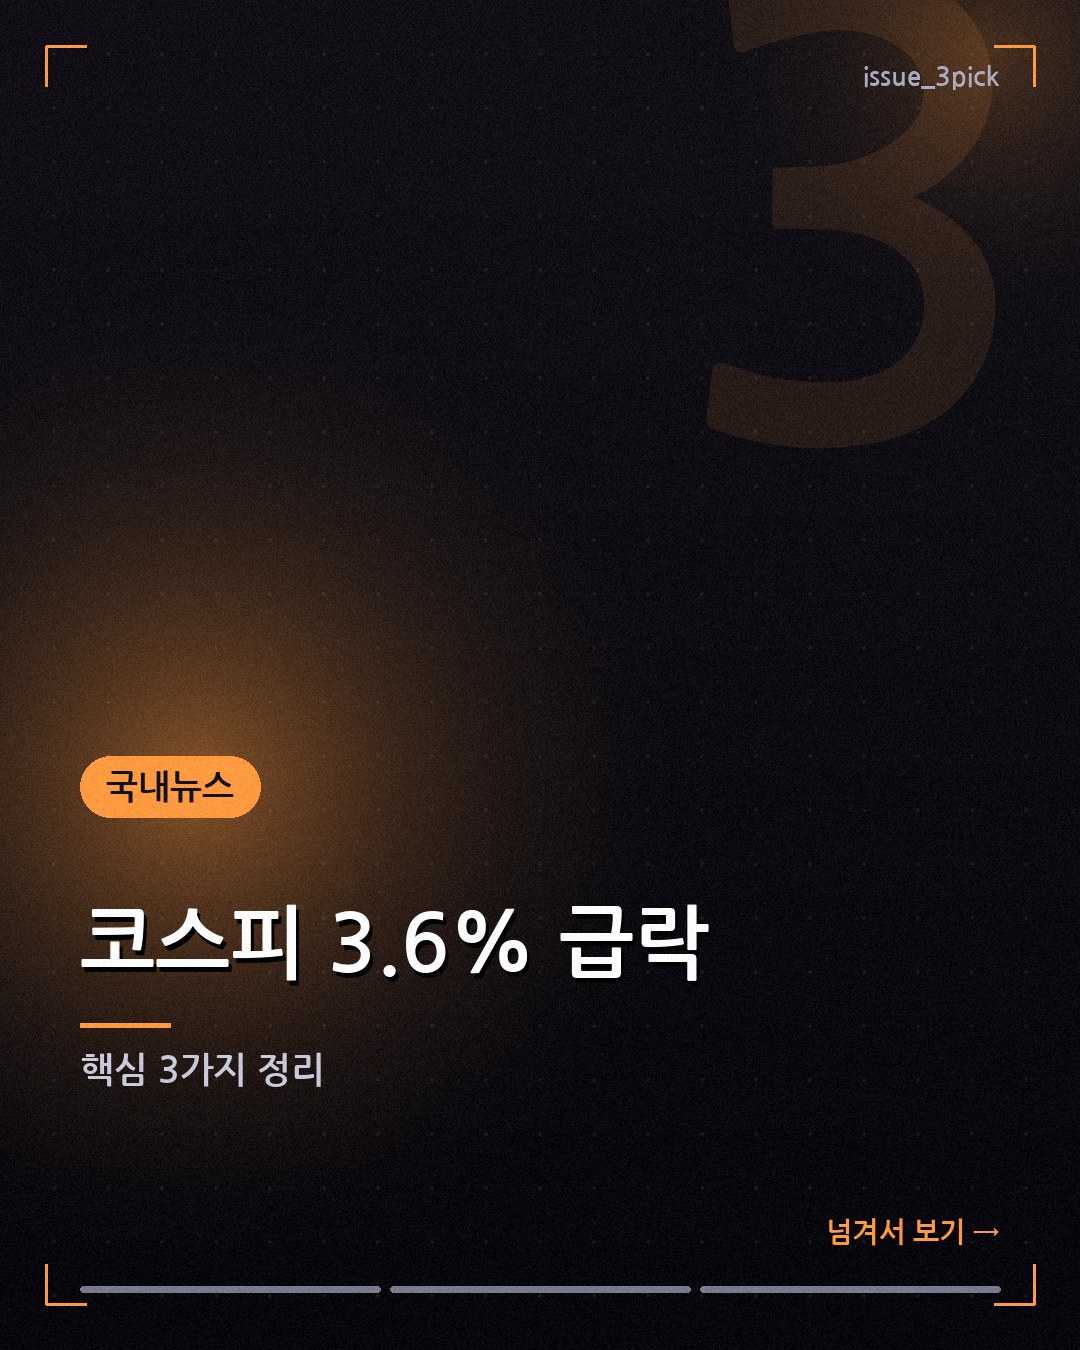 issue_3pick
3
국내뉴스
코스피 3.6% 급락
핵심 3가지 정리
넘겨서 보기 →